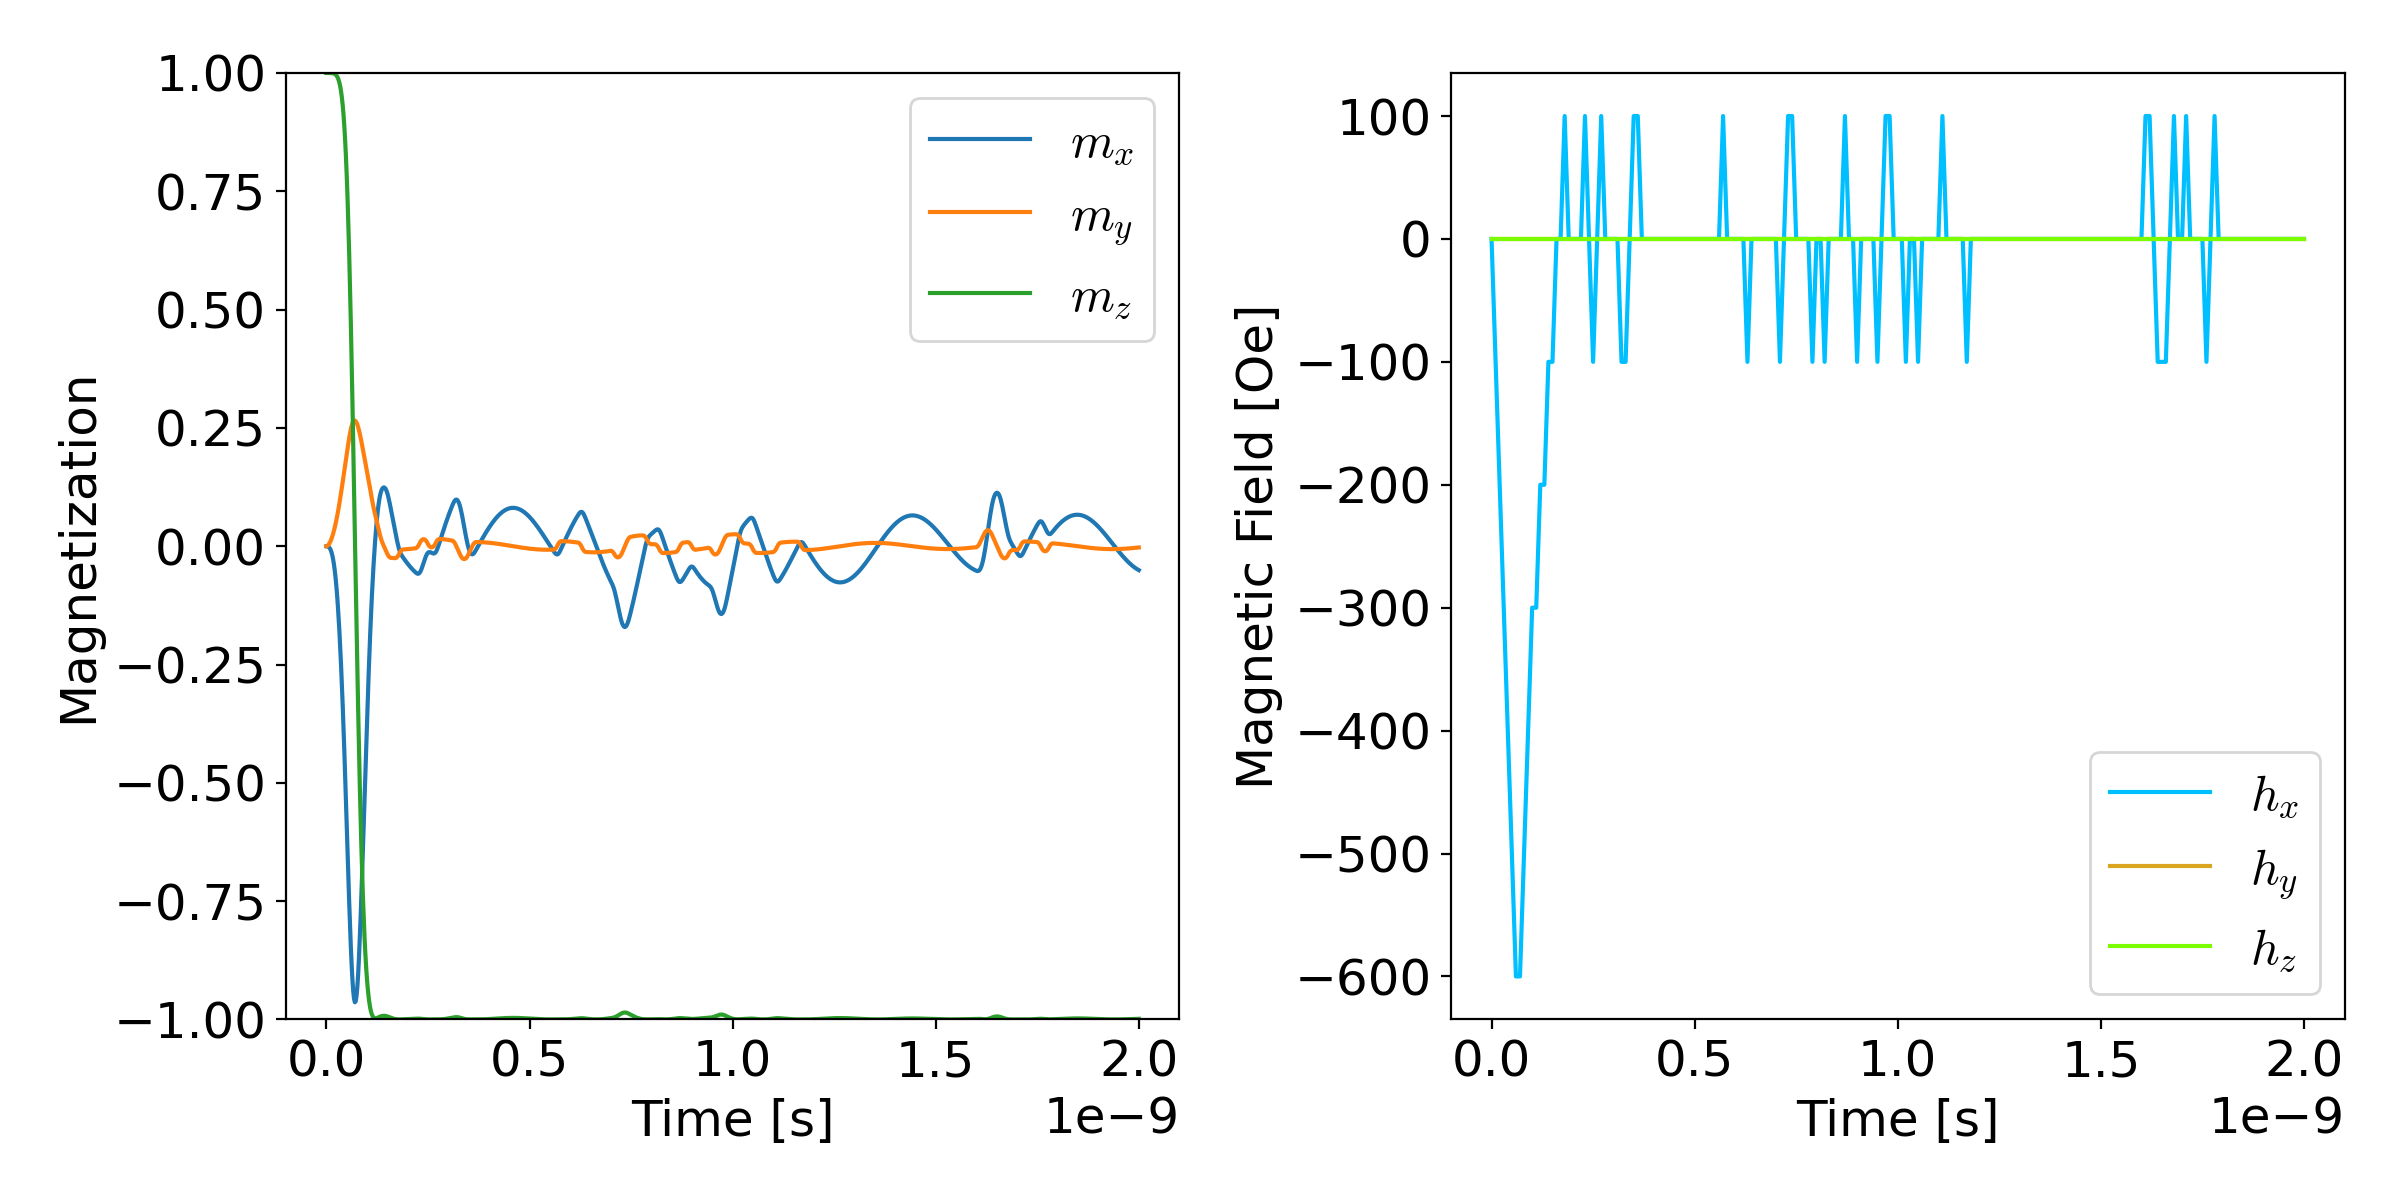 Magnetization
1.00
0.75
0.50
0.25
0.00
−0.25
−0.50
−0.75
−1.00
0.0 0.5 1.0 1.5 2.0
Time [s]
1e−9
m_x
m_y
m_z
Magnetic Field [Oe]
100
0
−100
−200
−300
−400
−500
−600
0.0 0.5 1.0 1.5 2.0
Time [s]
1e−9
h_x
h_y
h_z